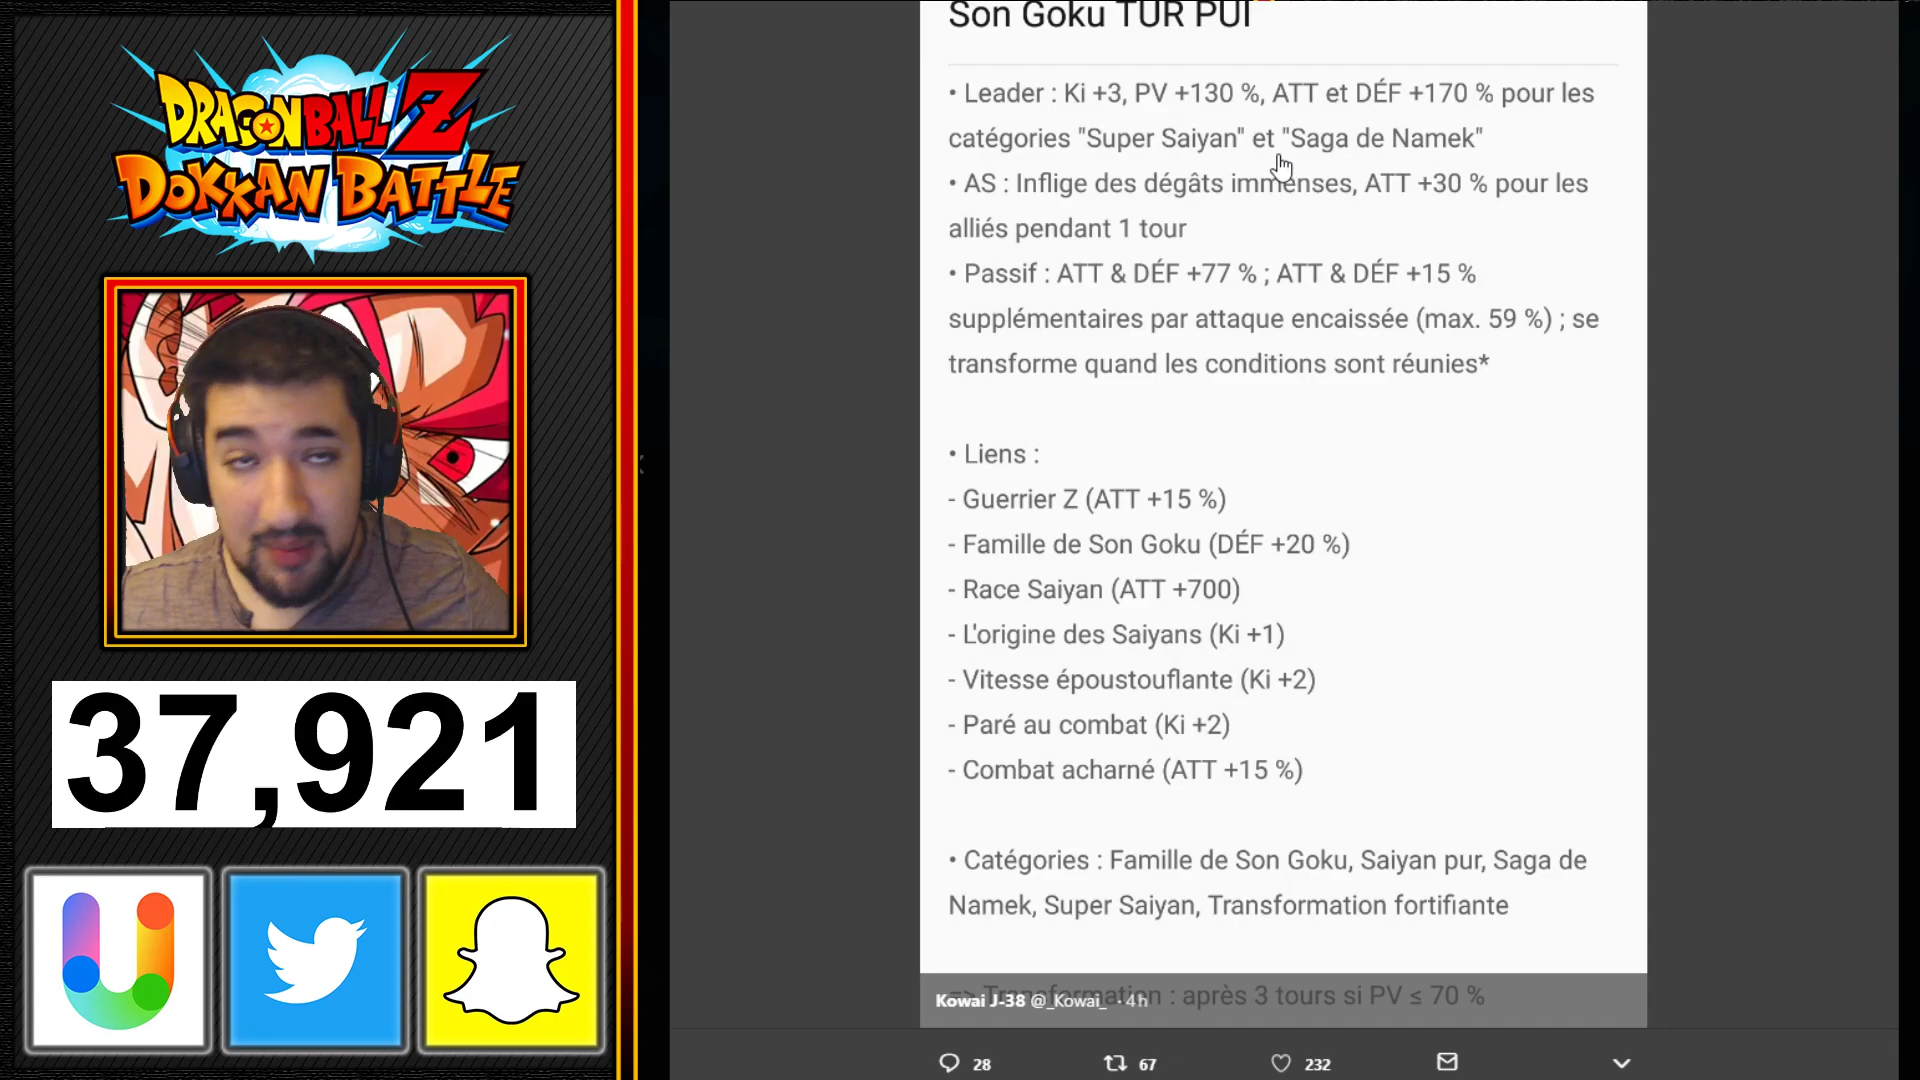 DRAGON BALL Z
DOKKAN BATTLE
37,921
Son Goku TUR PUI
• Leader : Ki +3, PV +130 %, ATT et DÉF +170 % pour les
catégories "Super Saiyan" et "Saga de Namek"
• AS : Inflige des dégâts immenses, ATT +30 % pour les
alliés pendant 1 tour
• Passif : ATT & DÉF +77 % ; ATT & DÉF +15 %
supplémentaires par attaque encaissée (max. 59 %) ; se
transforme quand les conditions sont réunies*
• Liens :
- Guerrier Z (ATT +15 %)
- Famille de Son Goku (DÉF +20 %)
- Race Saiyan (ATT +700)
- L'origine des Saiyans (Ki +1)
- Vitesse époustouflante (Ki +2)
- Paré au combat (Ki +2)
- Combat acharné (ATT +15 %)
• Catégories : Famille de Son Goku, Saiyan pur, Saga de
Namek, Super Saiyan, Transformation fortifiante
=> Transformation : après 3 tours si PV ≤ 70 %
Kowai J-38 @_Kowai_ · 4h
28 67 232